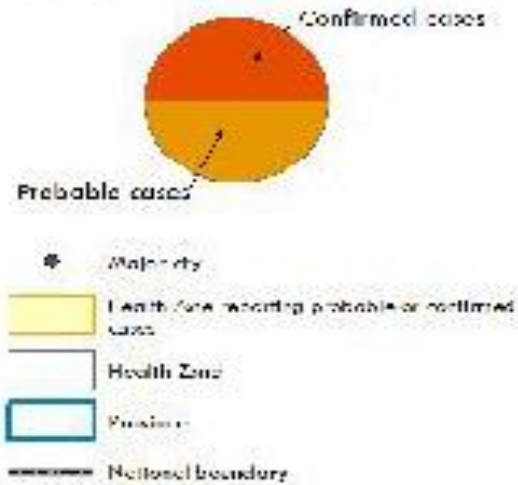 Confirmed cases
Probable cases
Major city
Health Zone reporting probable or confirmed
cases
Health Zone
Province
National boundary